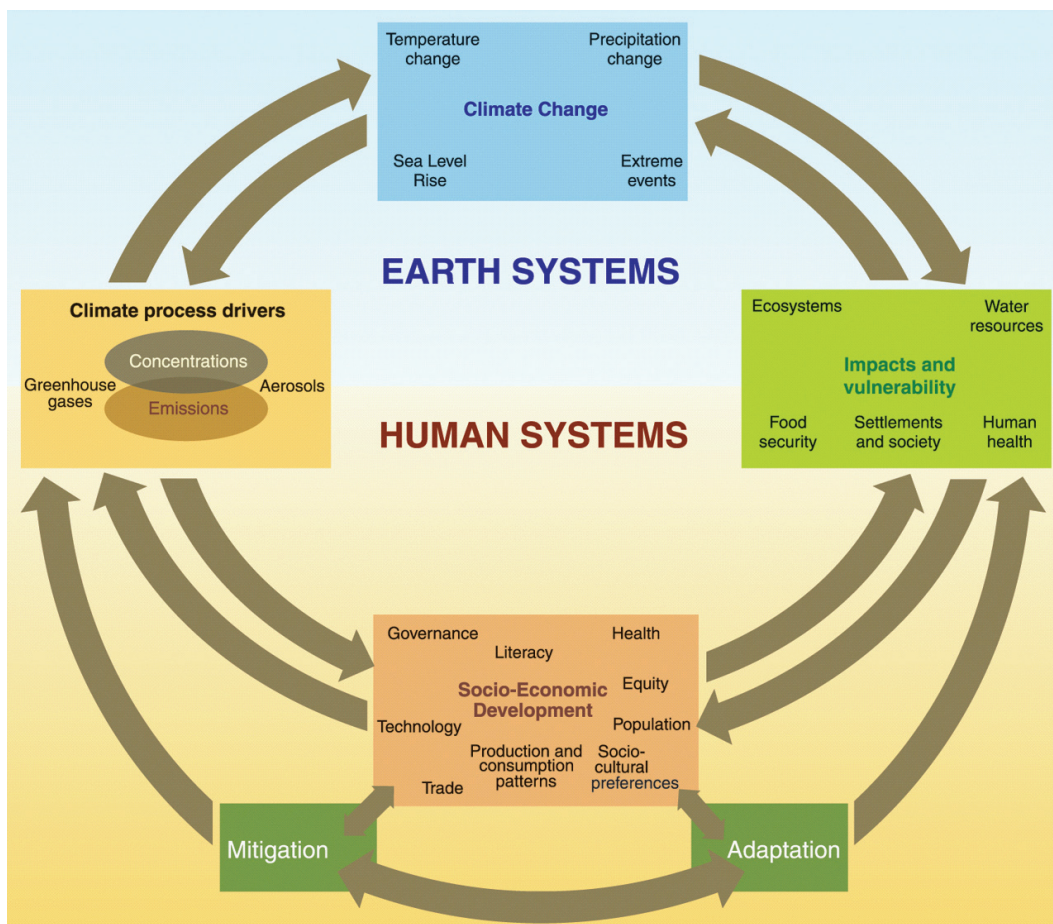 Temperature
change
Precipitation
change
Climate Change
Sea Level
Rise
Extreme
events
EARTH SYSTEMS
Climate process drivers
Concentrations
Greenhouse
gases
Aerosols
Emissions
Ecosystems
Water
resources
Impacts and
vulnerability
Food
security
Settlements
and society
Human
health
HUMAN SYSTEMS
Governance
Literacy
Health
Socio-Economic
Development
Equity
Technology
Population
Production and
consumption
patterns
Socio-
cultural
preferences
Trade
Mitigation
Adaptation